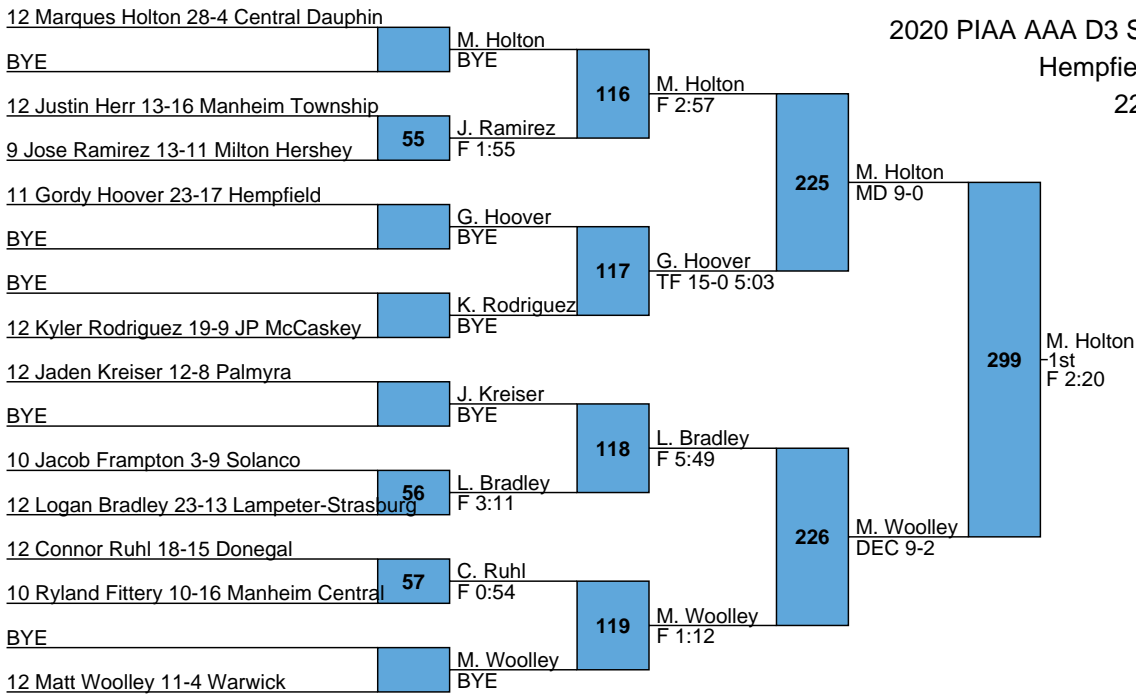 12 Marques Holton 28-4 Central Dauphin
BYE
12 Justin Herr 13-16 Manheim Township
9 Jose Ramirez 13-11 Milton Hershey
11 Gordy Hoover 23-17 Hempfield
BYE
BYE
12 Kyler Rodriguez 19-9 JP McCaskey
12 Jaden Kreiser 12-8 Palmyra
BYE
10 Jacob Frampton 3-9 Solanco
12 Logan Bradley 23-13 Lampeter-Strasburg
12 Connor Ruhl 18-15 Donegal
10 Ryland Fittery 10-16 Manheim Central
BYE
12 Matt Woolley 11-4 Warwick
55
56
57
M. Holton
BYE
J. Ramirez
F 1:55
G. Hoover
BYE
K. Rodriguez
BYE
J. Kreiser
BYE
L. Bradley
F 3:11
C. Ruhl
F 0:54
M. Woolley
BYE
116
117
118
119
M. Holton
F 2:57
G. Hoover
TF 15-0 5:03
L. Bradley
F 5:49
M. Woolley
F 1:12
225
226
M. Holton
MD 9-0
M. Woolley
DEC 9-2
299
M. Holton
1st
F 2:20
2020 PIAA AAA D3 S
Hempfie
22